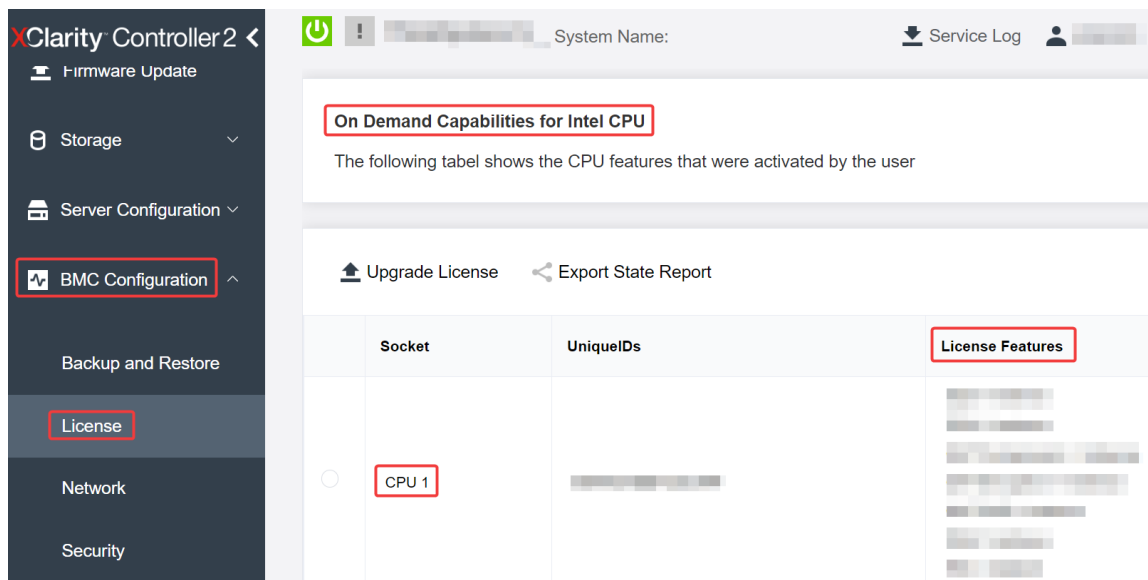 XClarity Controller 2
Firmware Update
Storage
Server Configuration
BMC Configuration
Backup and Restore
License
Network
Security
System Name:
Service Log
On Demand Capabilities for Intel CPU
The following tabel shows the CPU features that were activated by the user
Upgrade License
Export State Report
Socket
UniqueIDs
License Features
CPU 1